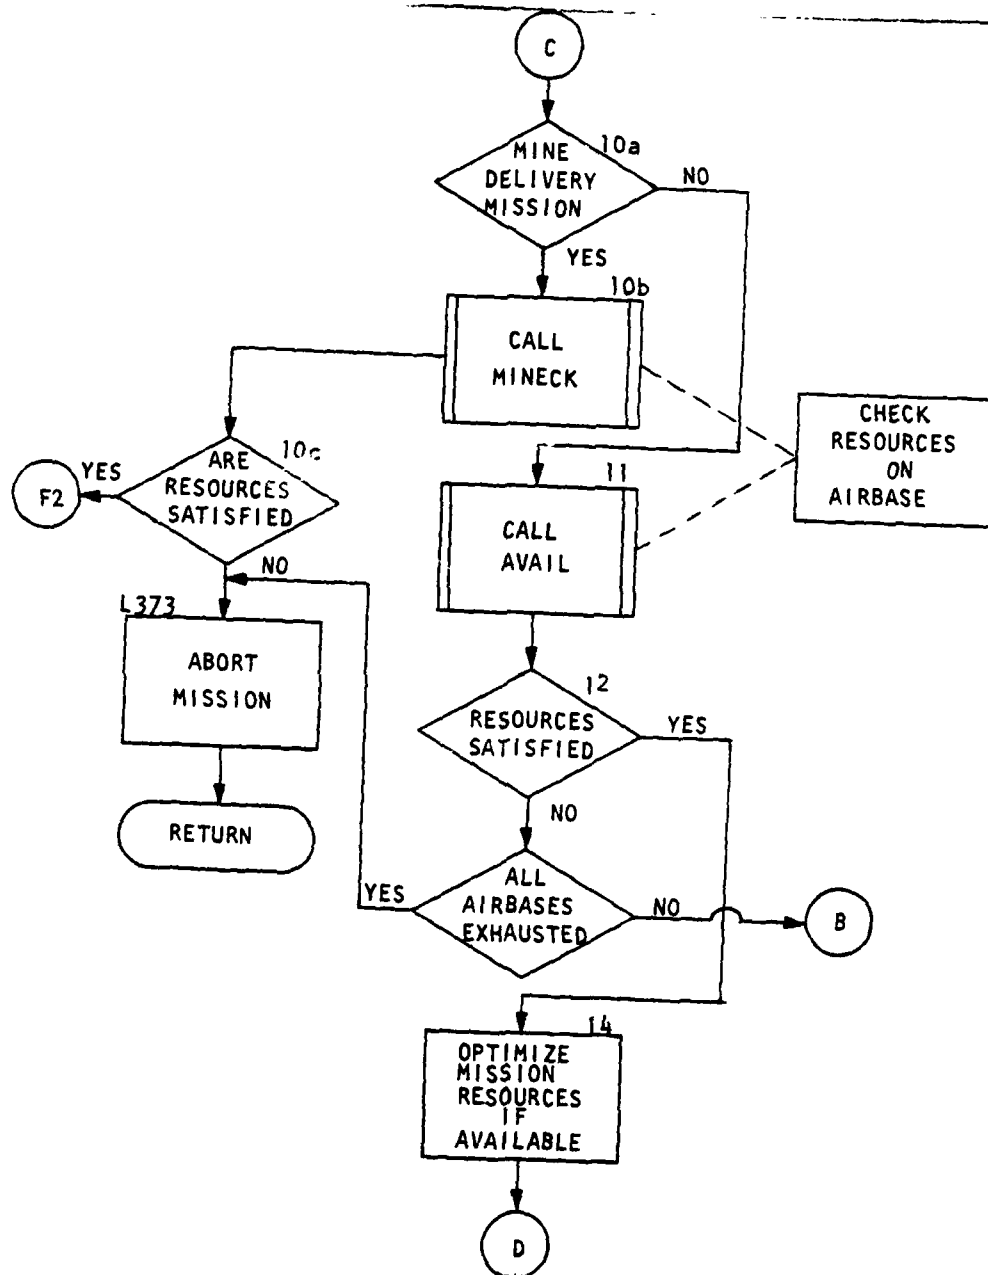 C
10a
MINE
DELIVERY
MISSION
NO
YES
10b
CALL
MINECK
CHECK
RESOURCES
ON
AIRBASE
10c
ARE
RESOURCES
SATISFIED
YES
F2
NO
11
CALL
AVAIL
L373
ABORT
MISSION
RETURN
12
RESOURCES
SATISFIED
YES
NO
ALL
AIRBASES
EXHAUSTED
YES
NO
B
14
OPTIMIZE
MISSION
RESOURCES
IF
AVAILABLE
D